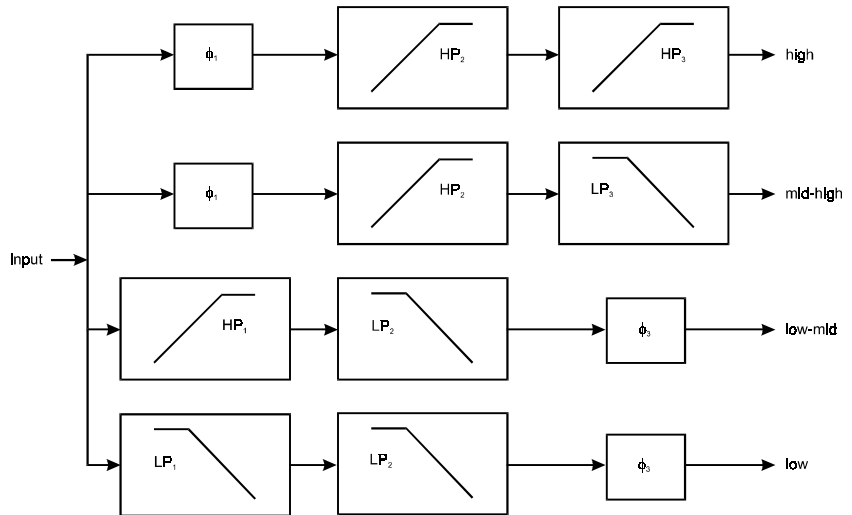 ϕ₁ HP₂ HP₃ high
ϕ₁ HP₂ LP₃ mid-high
Input
HP₁ LP₂ ϕ₃ low-mid
LP₁ LP₂ ϕ₃ low